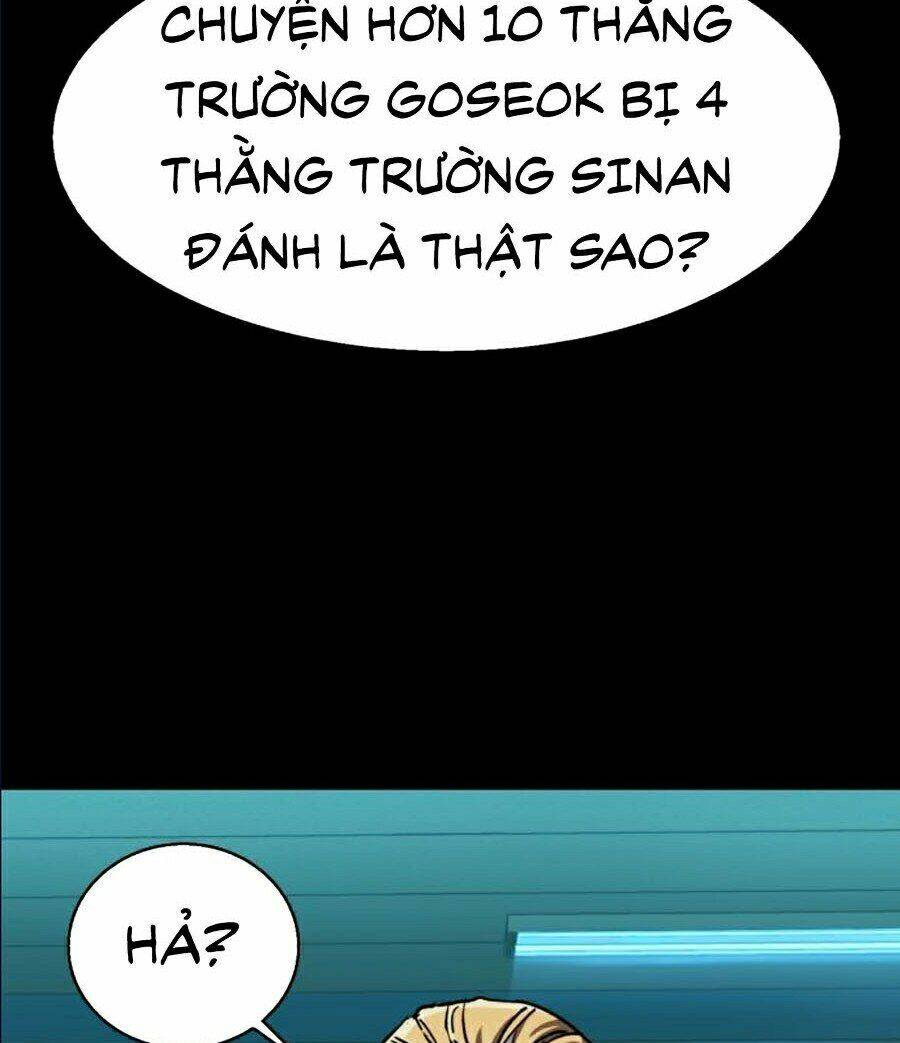 CHUYỆN HƠN 10 THẰNG
TRƯỜNG GOSEOK BỊ 4
THẰNG TRƯỜNG SINAN
ĐÁNH LÀ THẬT SAO?
HẢ?